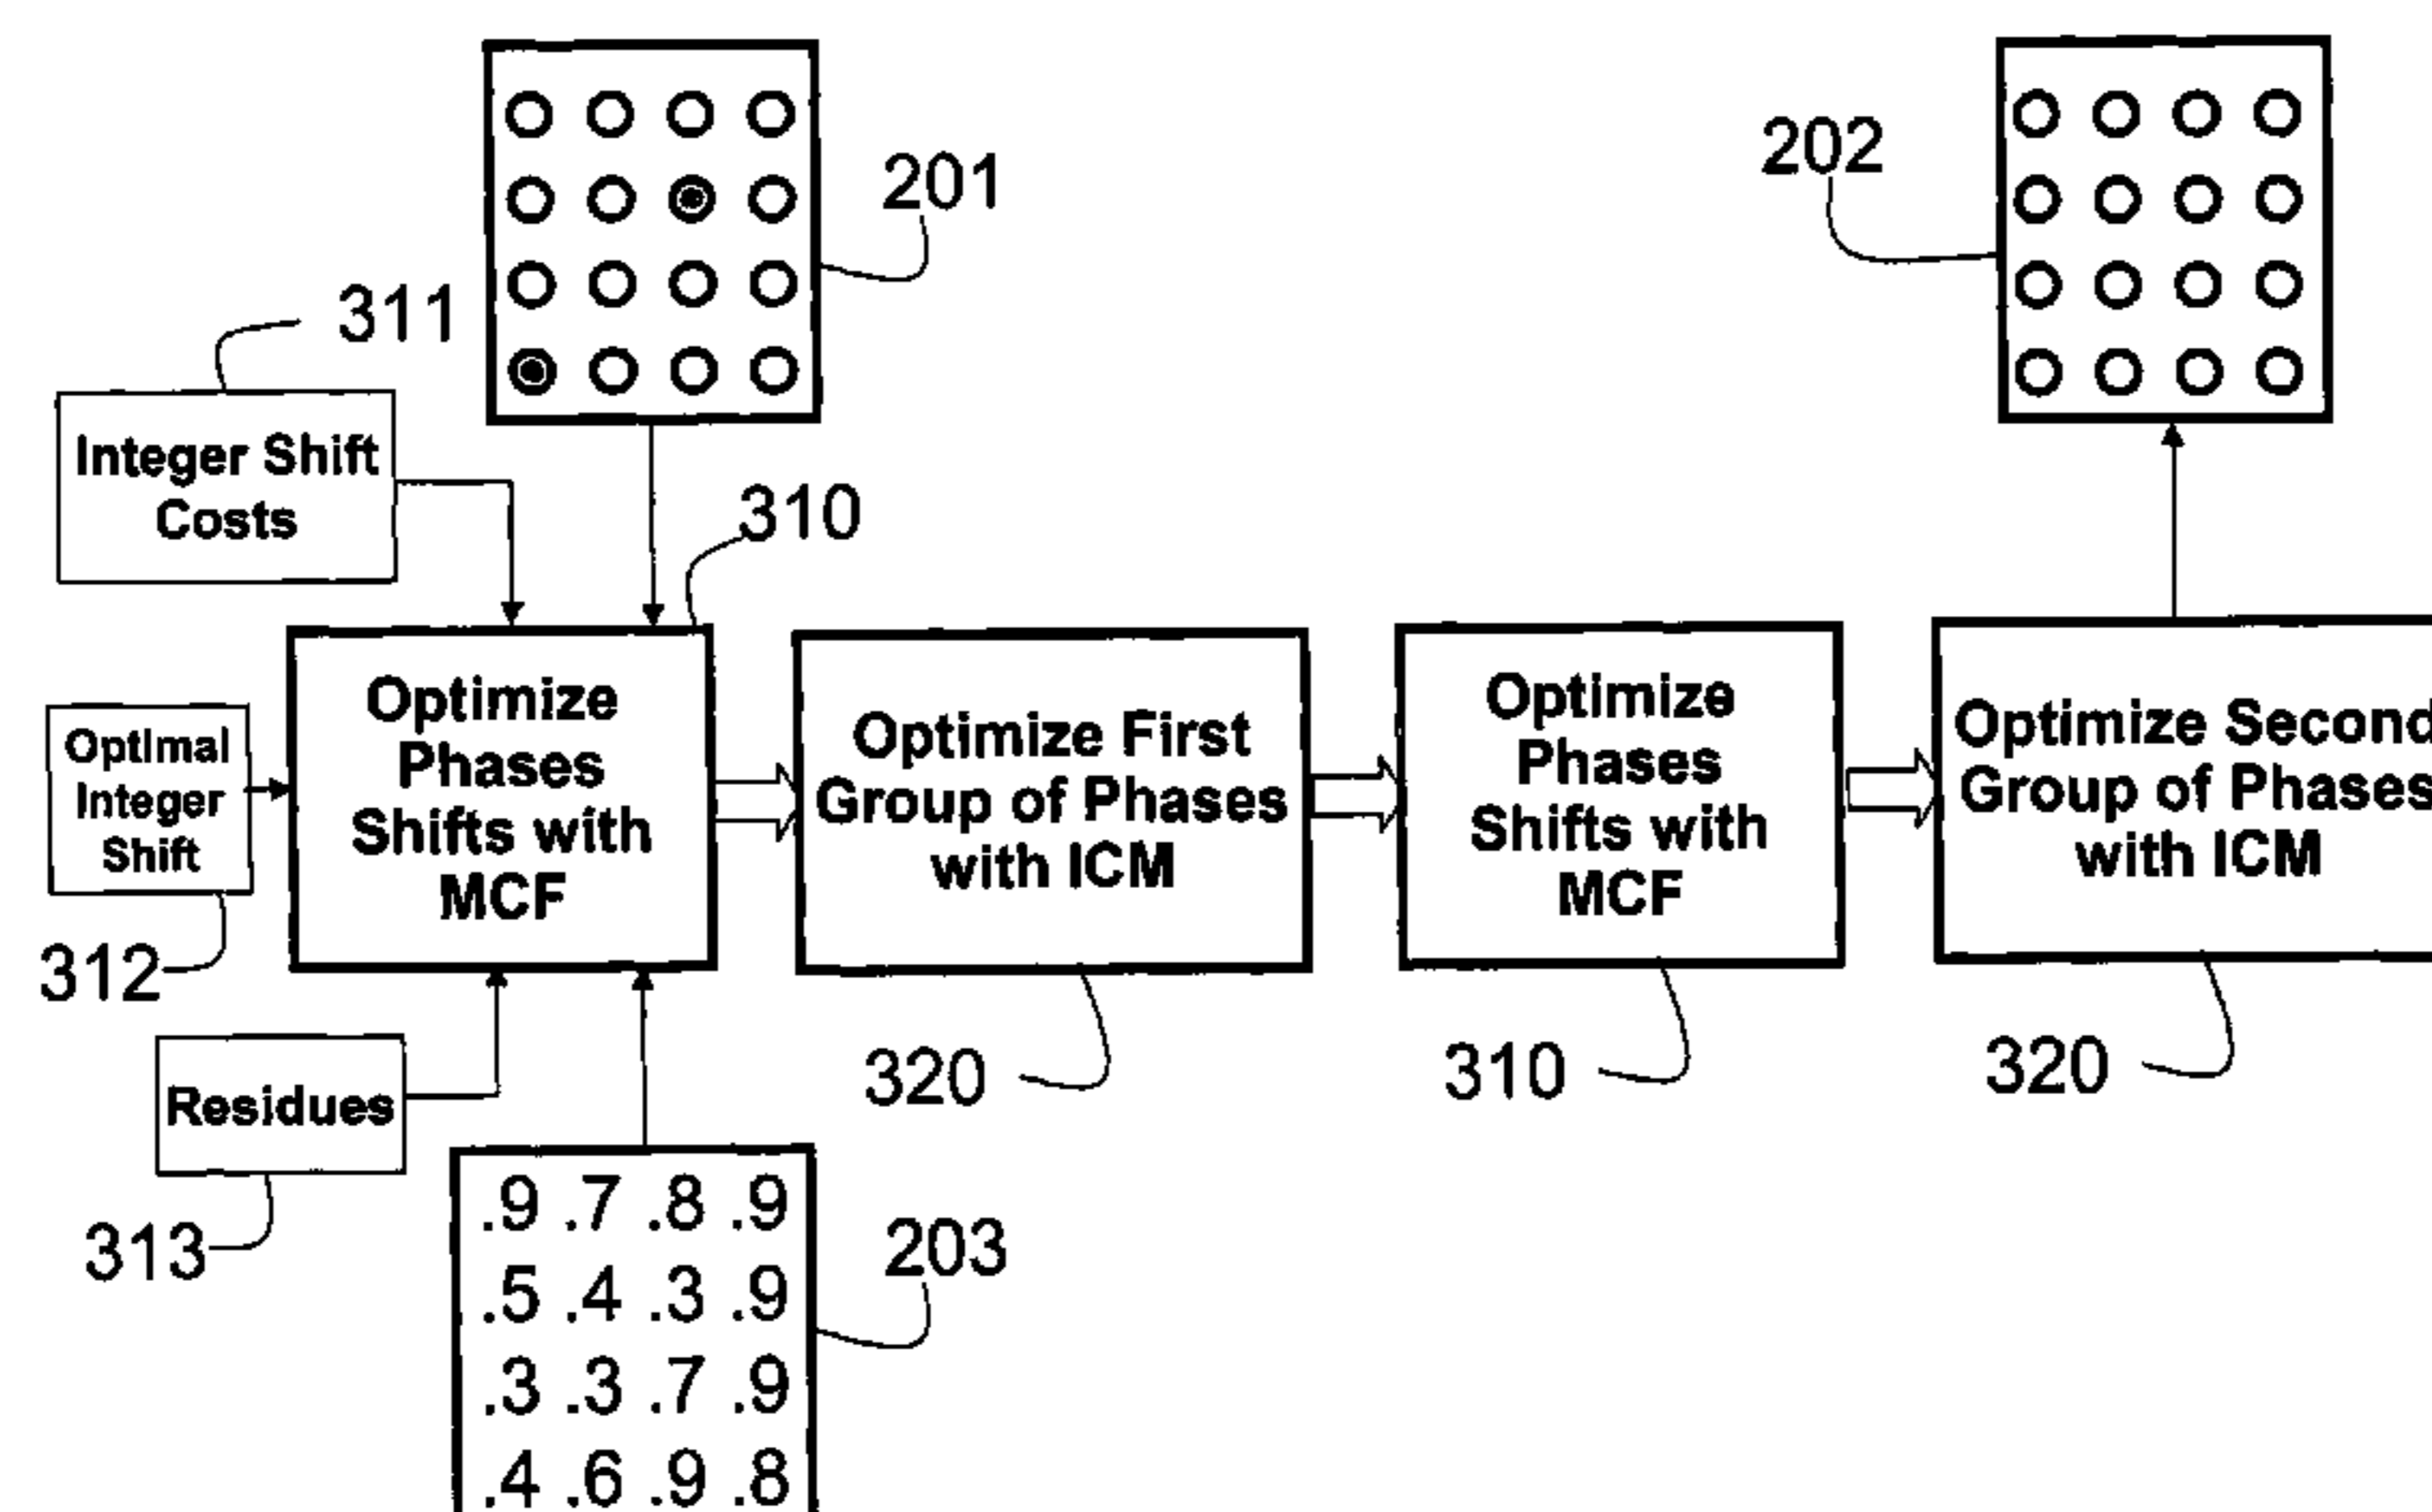 201
202
311
Integer Shift
Costs
310
Optimal
Integer
Shift
312
Optimize
Phases
Shifts with
MCF
Optimize First
Group of Phases
with ICM
Optimize
Phases
Shifts with
MCF
Optimize Second
Group of Phases
with ICM
320
310
320
Residues
313
203
.9 .7 .8 .9
.5 .4 .3 .9
.3 .3 .7 .9
.4 .6 .9 .8